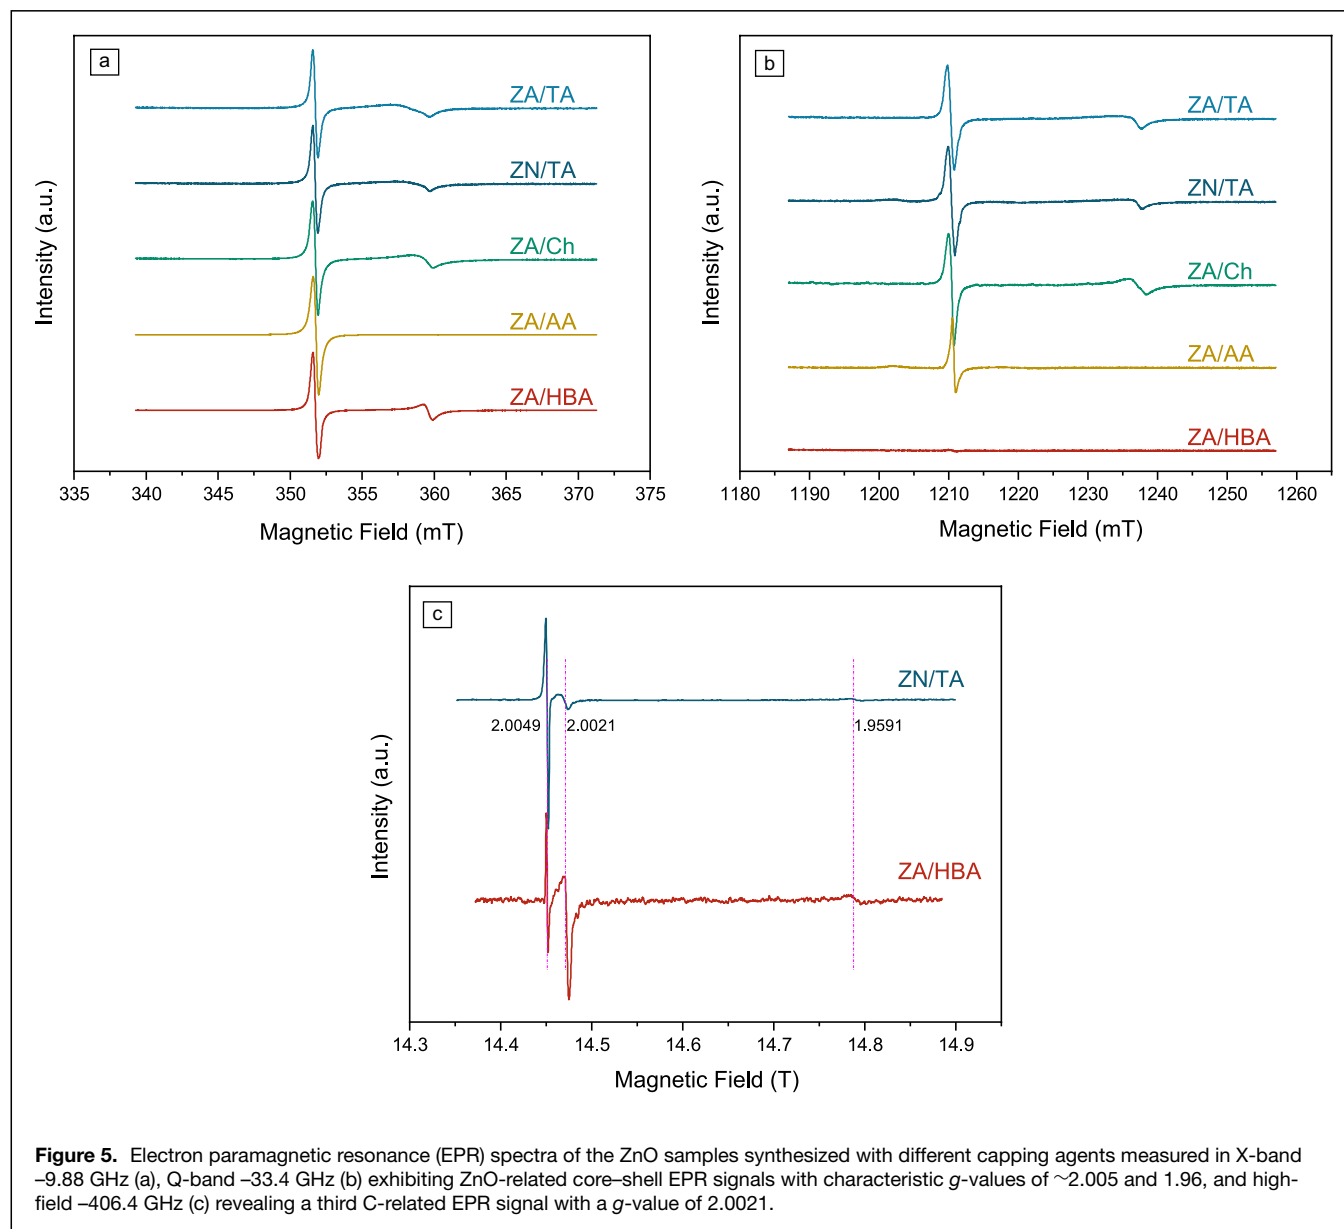 a
ZA/TA
ZN/TA
ZA/Ch
ZA/AA
ZA/HBA
Intensity (a.u.)
335 340 345 350 355 360 365 370 375
Magnetic Field (mT)
b
ZA/TA
ZN/TA
ZA/Ch
ZA/AA
ZA/HBA
Intensity (a.u.)
1180 1190 1200 1210 1220 1230 1240 1250 1260
Magnetic Field (mT)
c
ZN/TA
2.0049 2.0021 1.9591
ZA/HBA
Intensity (a.u.)
14.3 14.4 14.5 14.6 14.7 14.8 14.9
Magnetic Field (T)
Figure 5. Electron paramagnetic resonance (EPR) spectra of the ZnO samples synthesized with different capping agents measured in X-band
–9.88 GHz (a), Q-band –33.4 GHz (b) exhibiting ZnO-related core–shell EPR signals with characteristic g-values of ~2.005 and 1.96, and high-
field –406.4 GHz (c) revealing a third C-related EPR signal with a g-value of 2.0021.